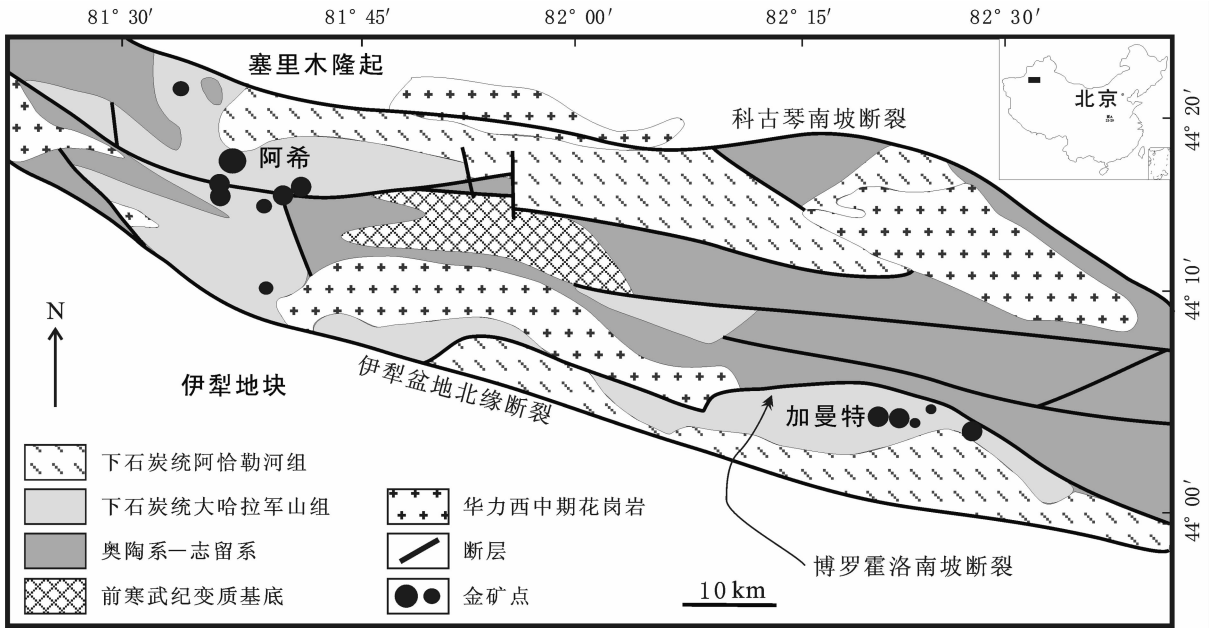 81° 30′
81° 45′
82° 00′
82° 15′
82° 30′
塞里木隆起
北京
科古琴南坡断裂
44° 20′
阿希
44° 10′
N
伊犁地块
伊犁盆地北缘断裂
加曼特
44° 00′
下石炭统阿恰勒河组
下石炭统大哈拉军山组
奥陶系—志留系
前寒武纪变质基底
华力西中期花岗岩
断层
金矿点
博罗霍洛南坡断裂
10 km